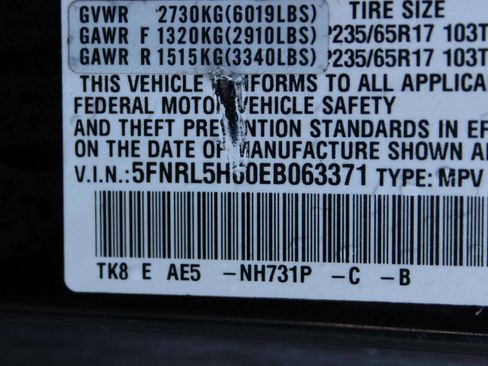 GVWR 2730KG(6019LBS) TIRE SIZE
GAWR F 1320KG(2910LBS) P235/65R17 103T
GAWR R 1515KG(3340LBS) P235/65R17 103T
THIS VEHICLE CONFORMS TO ALL APPLICA
FEDERAL MOTOR VEHICLE SAFETY
AND THEFT PREVENTION STANDARDS IN EF
ON THE DATE OF MANUFACTURE SHOWN A
V.I.N.:5FNRL5H60EB063371 TYPE: MPV
TK8 E AE5 -NH731P -C -B